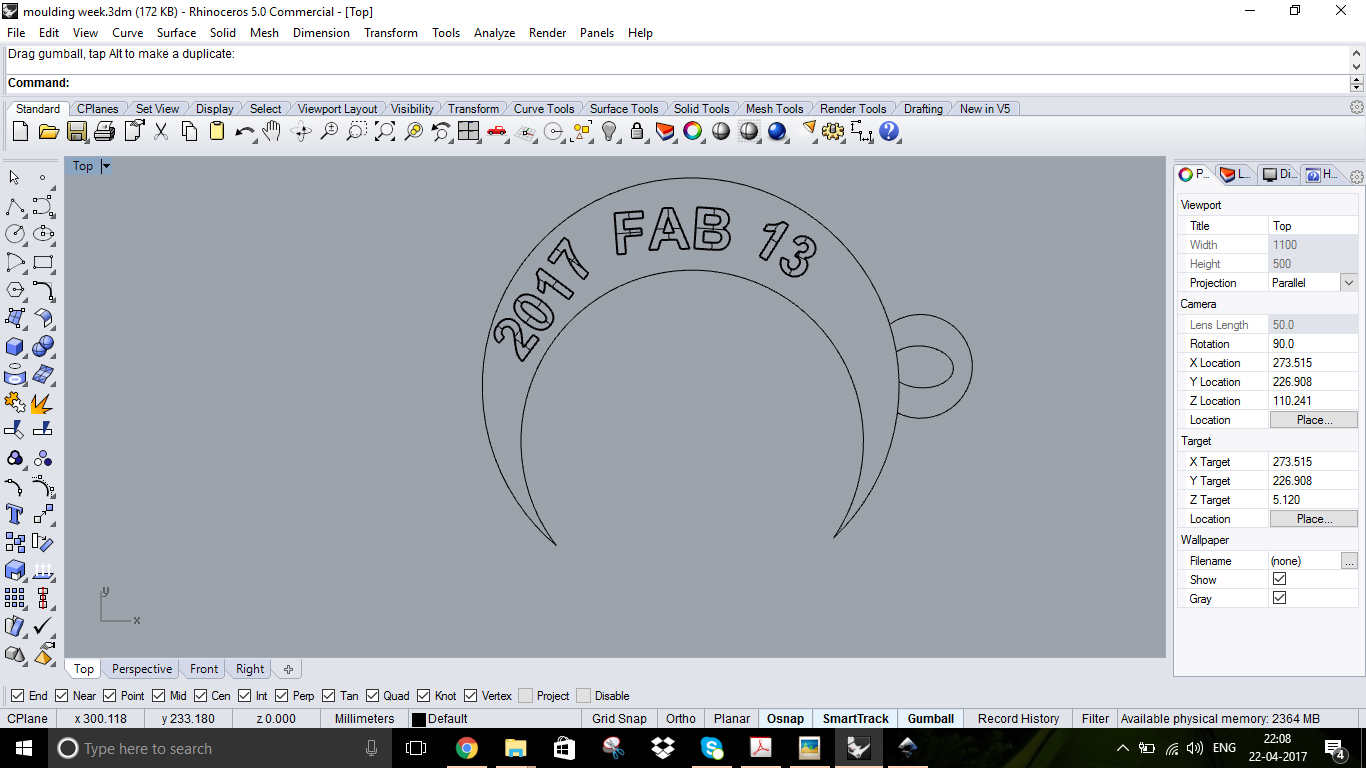 moulding week.3dm (172 KB) - Rhinoceros 5.0 Commercial - [Top]
File Edit View Curve Surface Solid Mesh Dimension Transform Tools Analyze Render Panels Help
Drag gumball, tap Alt to make a duplicate:
Command:
Standard CPlanes Set View Display Select Viewport Layout Visibility Transform Curve Tools Surface Tools Solid Tools Mesh Tools Render Tools Drafting New in V5
Top
P... L... Di... H...
2017 FAB 13
Viewport
Title Top
Width 1100
Height 500
Projection Parallel
Camera
Lens Length 50.0
Rotation 90.0
X Location 273.515
Y Location 226.908
Z Location 110.241
Location Place...
Target
X Target 273.515
Y Target 226.908
Z Target 5.120
Location Place...
Wallpaper
Filename (none) ...
Show
Gray
y
x
Top Perspective Front Right
End Near Point Mid Cen Int Perp Tan Quad Knot Vertex Project Disable
CPlane x 300.118 y 233.180 z 0.000 Millimeters Default Grid Snap Ortho Planar Osnap SmartTrack Gumball Record History Filter Available physical memory: 2364 MB
Type here to search
ENG
22:08
22-04-2017
4